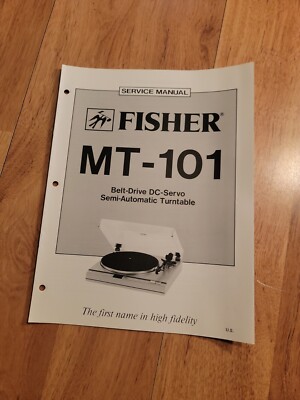 SERVICE MANUAL
FISHER®
MT-101
Belt-Drive DC-Servo
Semi-Automatic Turntable
The first name in high fidelity
U.S.